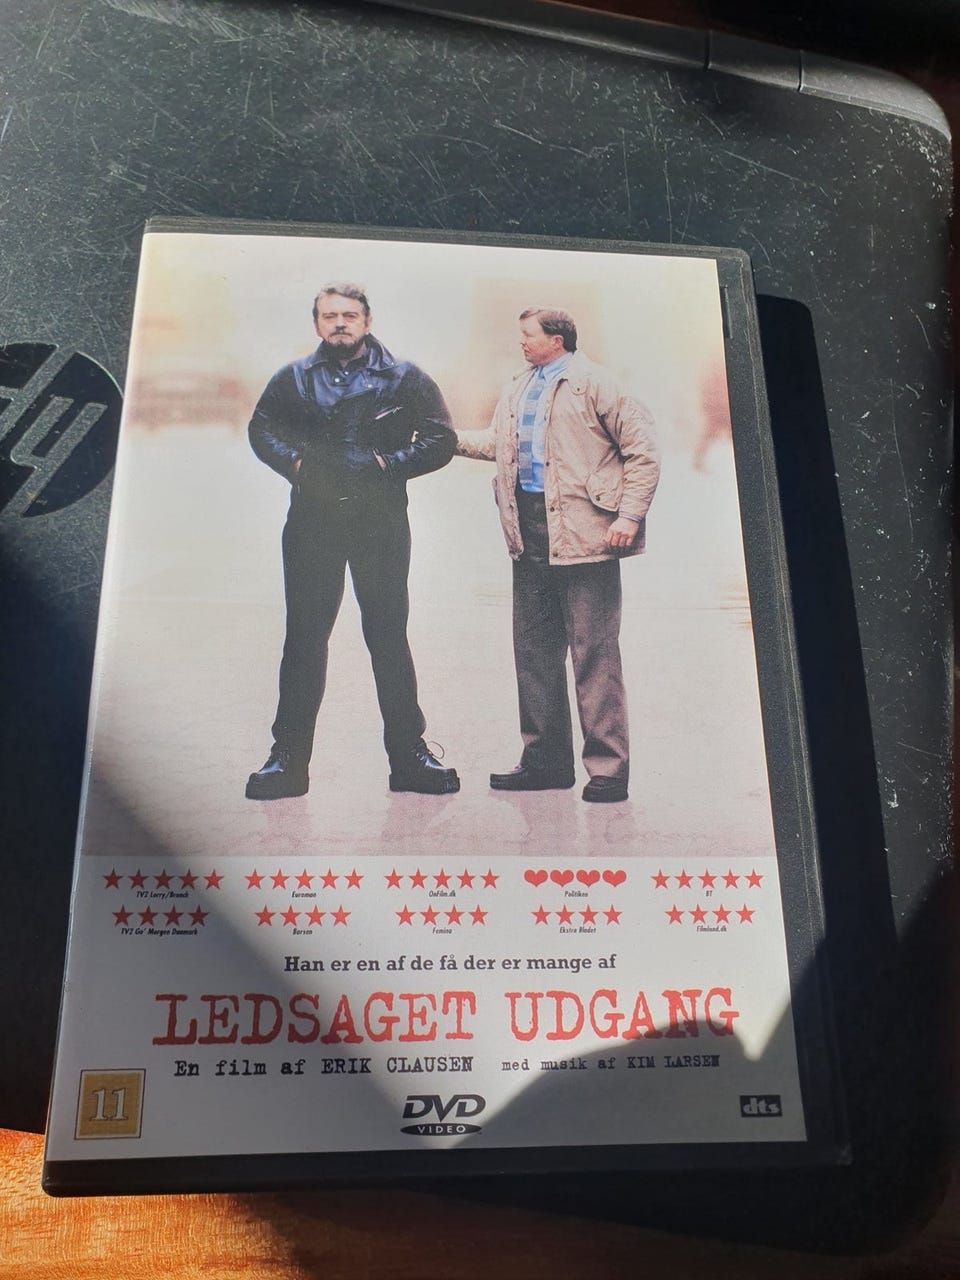 hp
TV2 Lorry/Brunch
Euroman
OnFilm.dk
Politiken
BT
TV2 Go' Morgen Danmark
Børsen
Femina
Ekstra Bladet
Filmland.dk
Han er en af de få der er mange af
LEDSAGET UDGANG
En film af ERIK CLAUSEN med musik af KIM LARSEN
11
DVD
VIDEO
dts